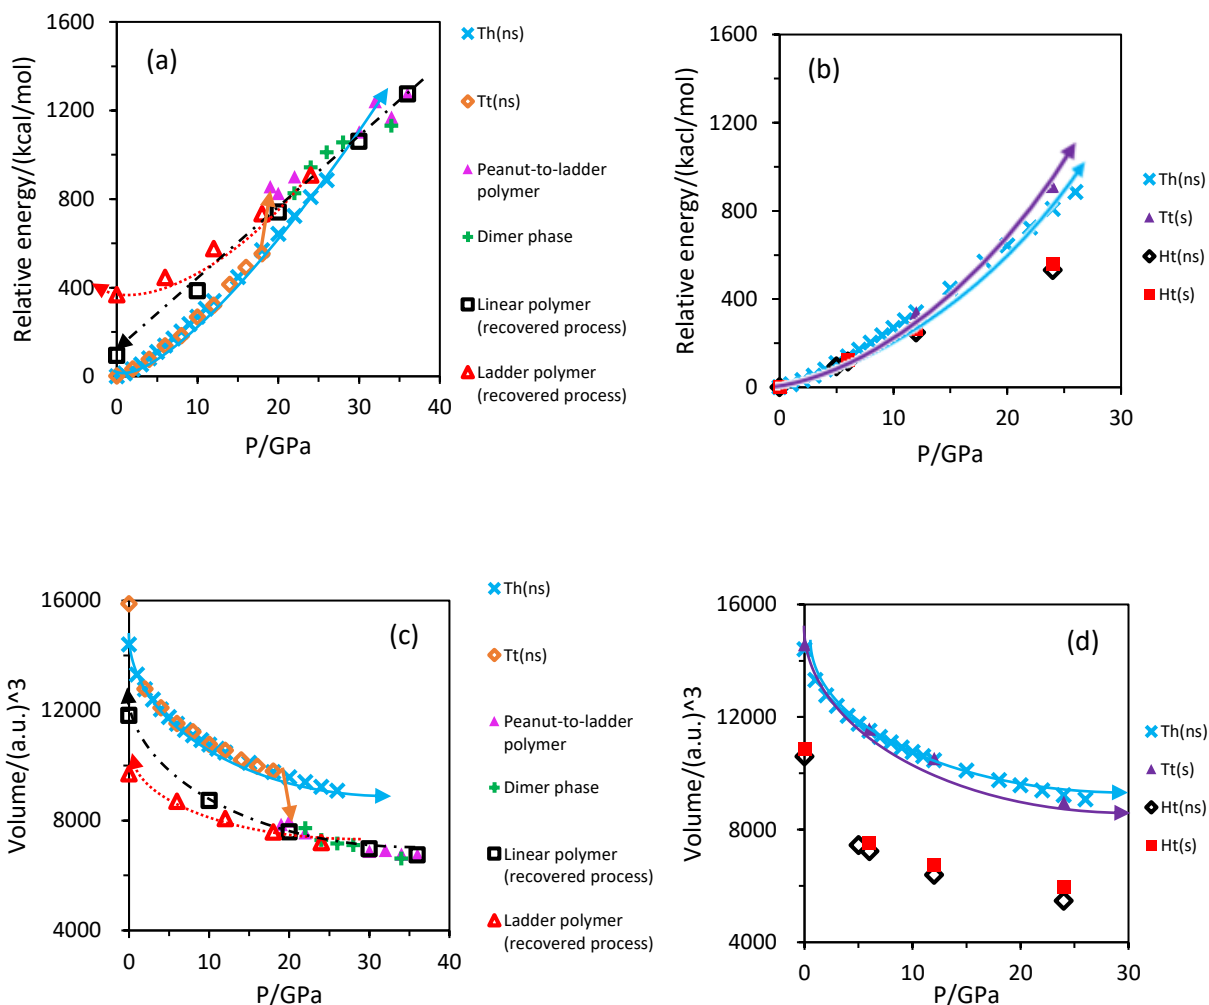 (a)
Relative energy/(kcal/mol)
1600
1200
800
400
0
0 10 20 30 40
P/GPa
Th(ns)
Tt(ns)
Peanut-to-ladder
polymer
Dimer phase
Linear polymer
(recovered process)
Ladder polymer
(recovered process)
(b)
Relative energy/(kacl/mol)
1600
1200
800
400
0
0 10 20 30
P/GPa
Th(ns)
Tt(s)
Ht(ns)
Ht(s)
(c)
Volume/(a.u.)^3
16000
12000
8000
4000
0 10 20 30 40
P/GPa
Th(ns)
Tt(ns)
Peanut-to-ladder
polymer
Dimer phase
Linear polymer
(recovered process)
Ladder polymer
(recovered process)
(d)
Volume/(a.u.)^3
16000
12000
8000
4000
0 10 20 30
P/GPa
Th(ns)
Tt(s)
Ht(ns)
Ht(s)